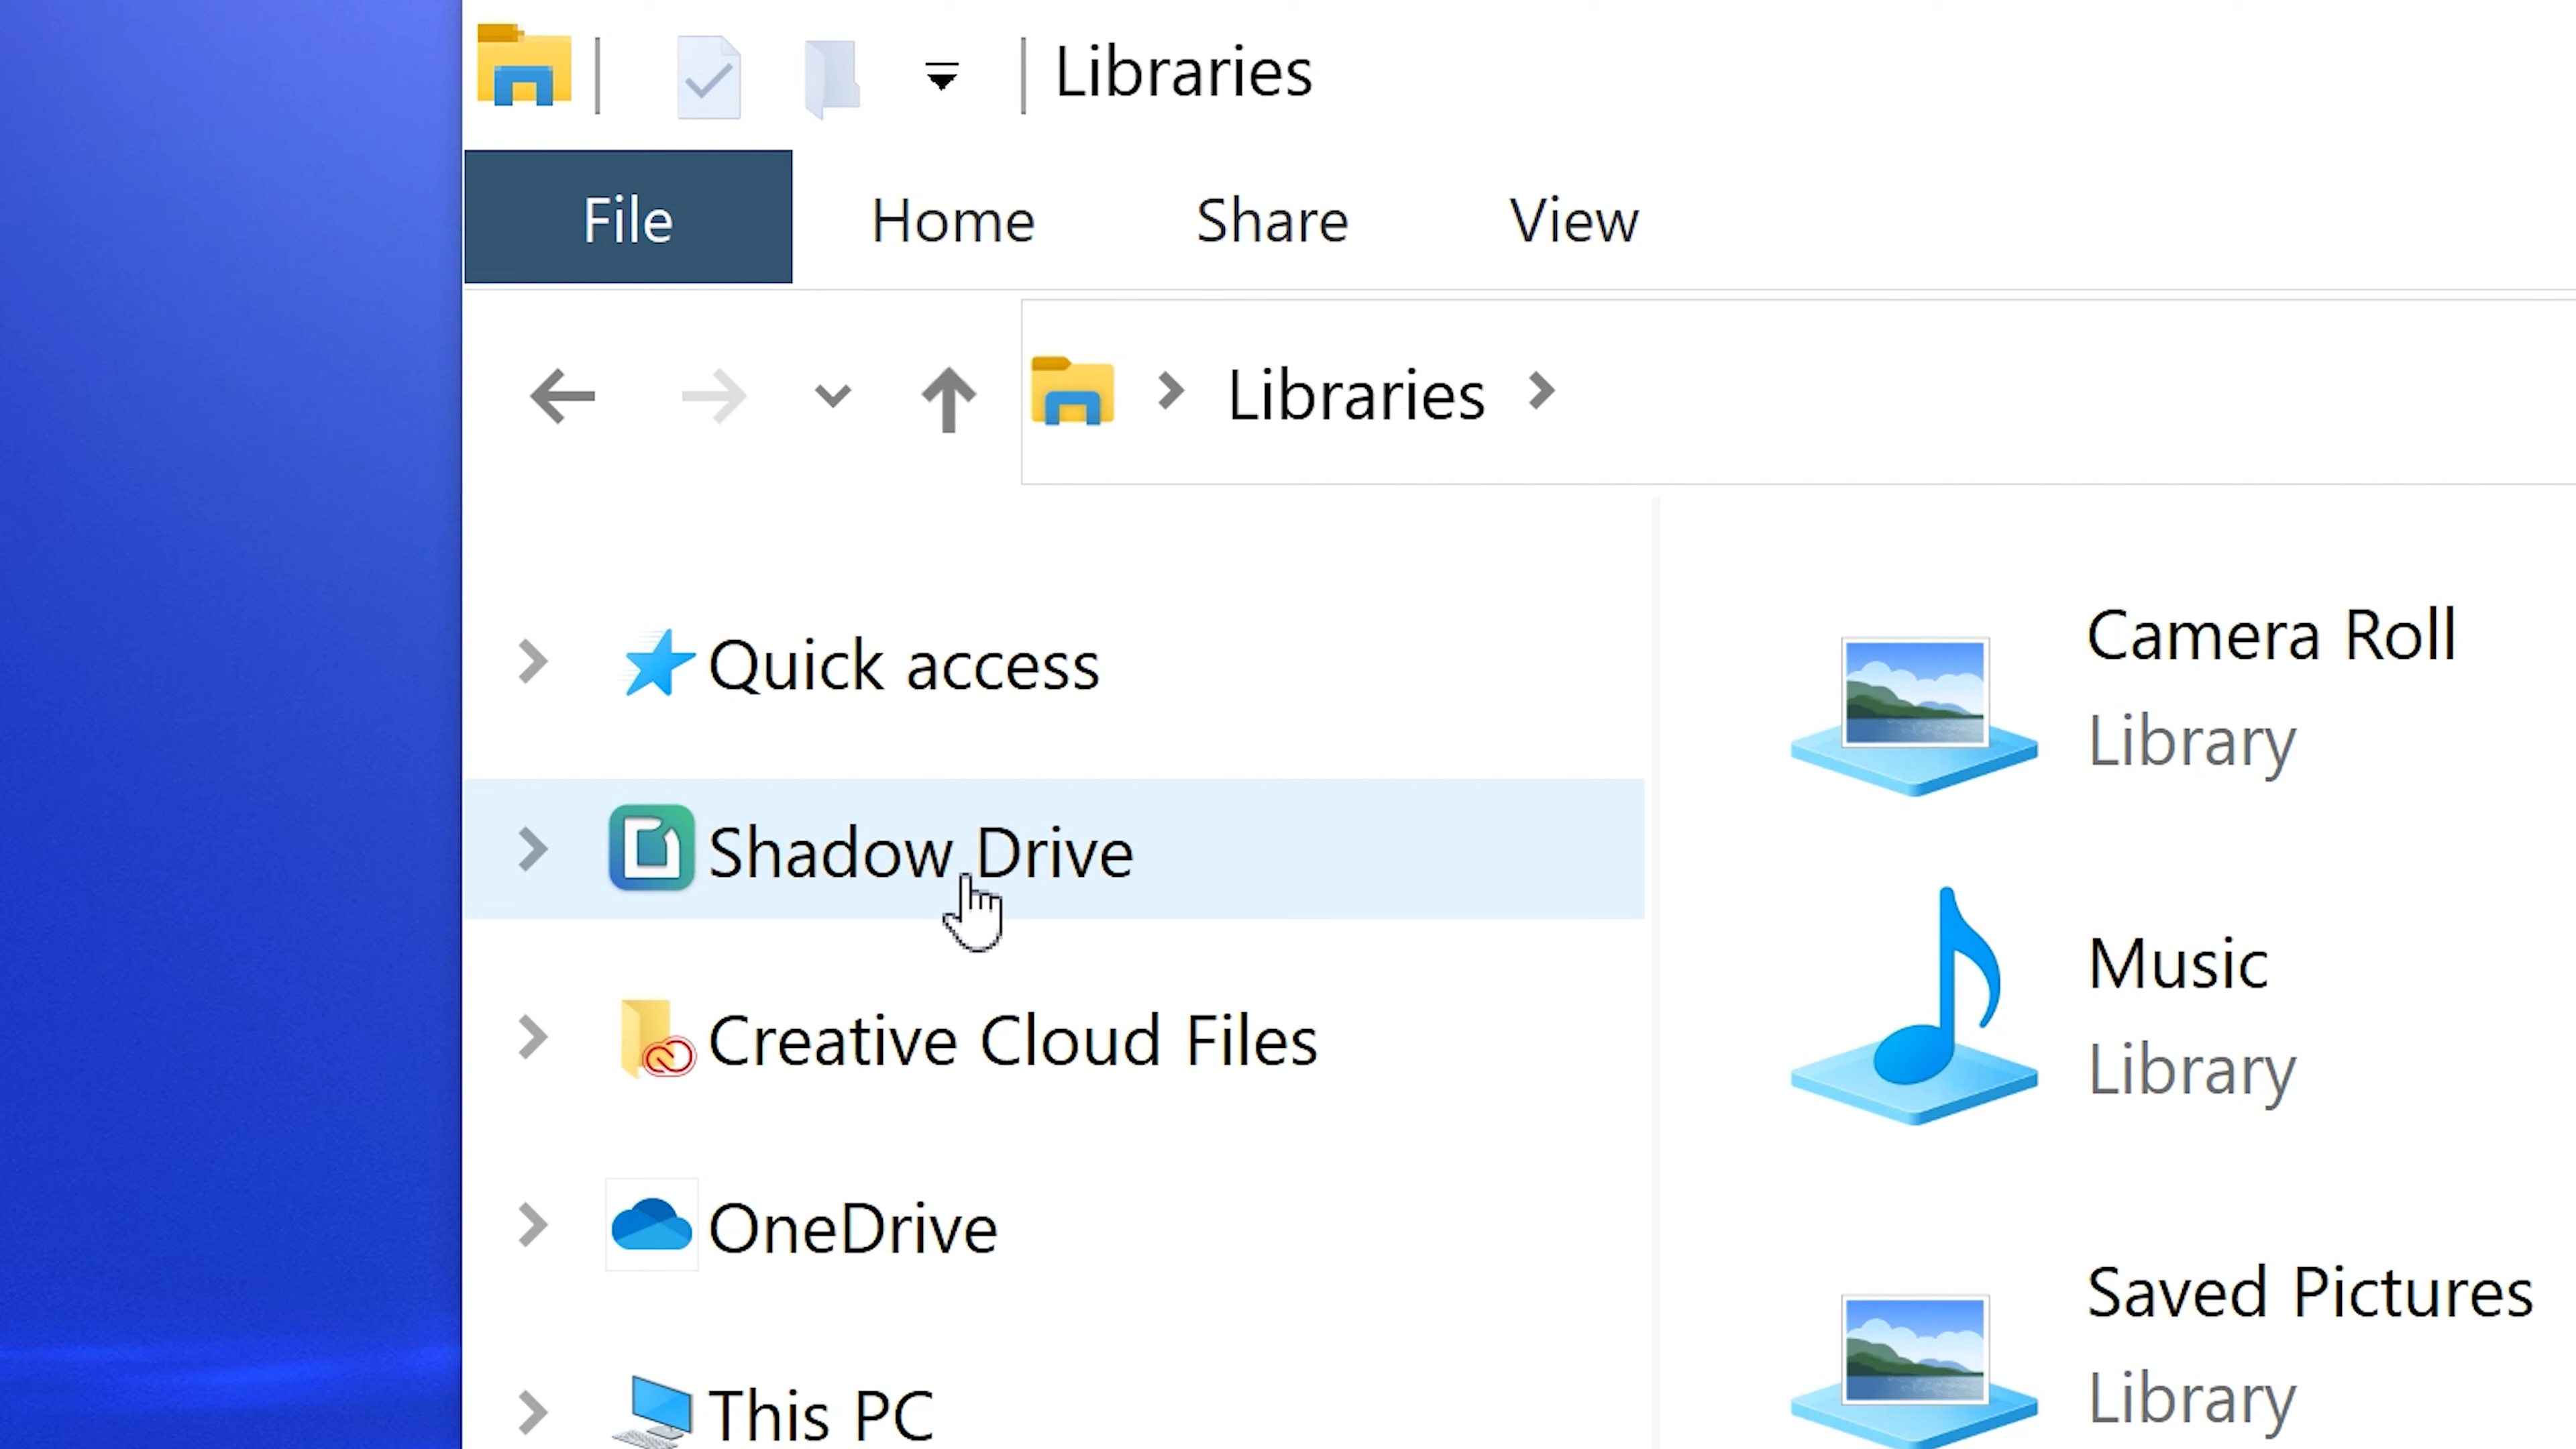 Libraries
File Home Share View
Libraries
Quick access
Shadow Drive
Creative Cloud Files
OneDrive
This PC
Camera Roll
Library
Music
Library
Saved Pictures
Library